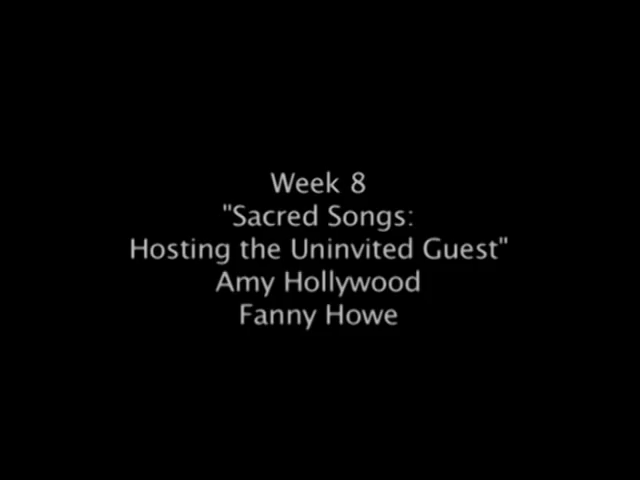 Week 8
"Sacred Songs:
Hosting the Uninvited Guest"
Amy Hollywood
Fanny Howe